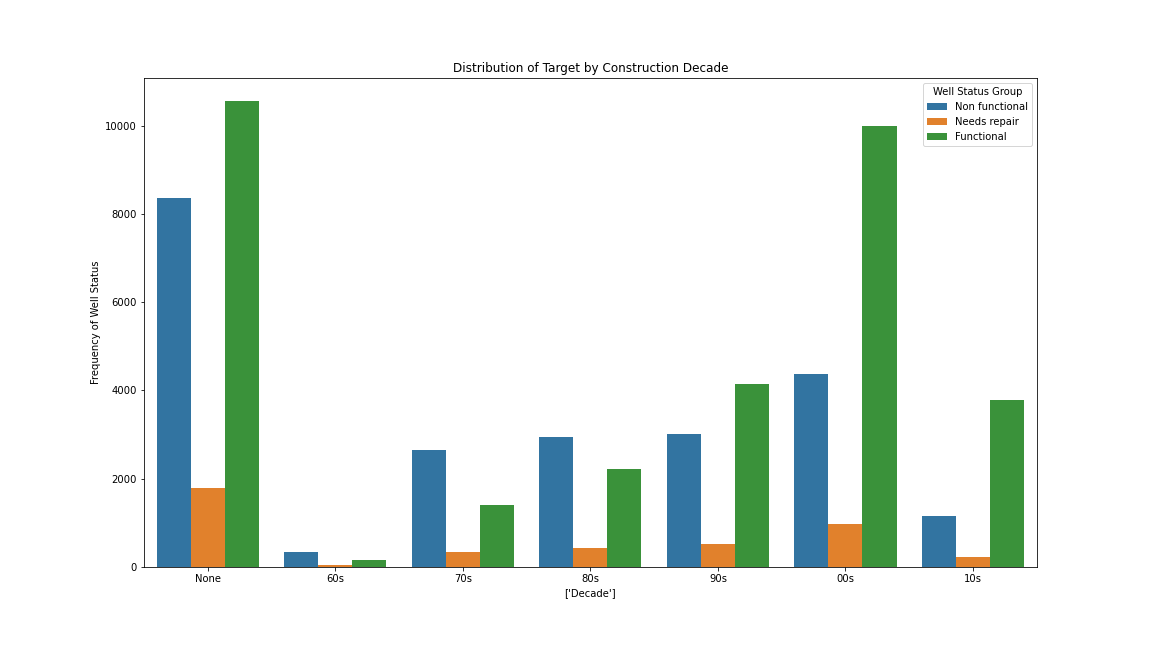 Distribution of Target by Construction Decade
Well Status Group
Non functional
Needs repair
Functional
Frequency of Well Status
10000
8000
6000
4000
2000
0
None 60s 70s 80s 90s 00s 10s
['Decade']